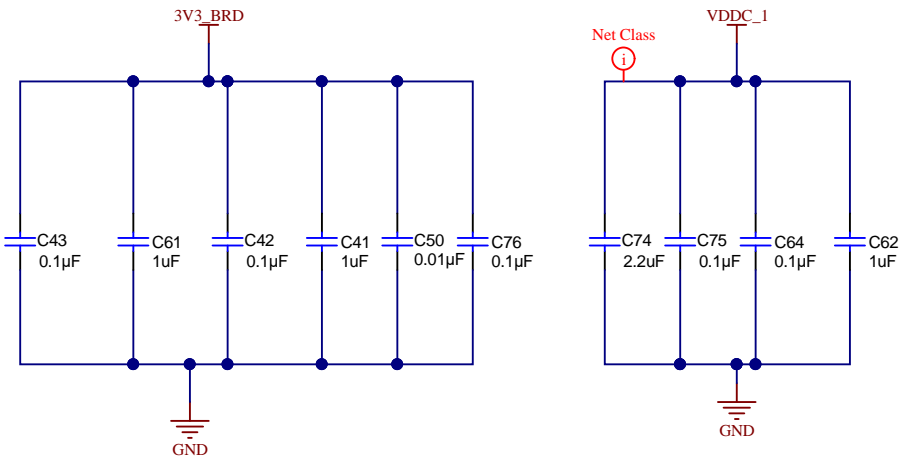 3V3_BRD
VDDC_1
Net Class
i
C43
0.1µF
C61
1uF
C42
0.1µF
C41
1uF
C50
0.01µF
C76
0.1µF
C74
2.2uF
C75
0.1µF
C64
0.1µF
C62
1uF
GND
GND